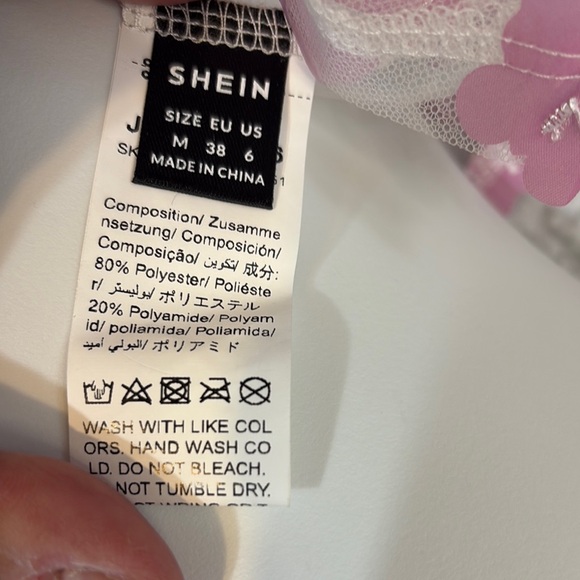 SHEIN
SIZE EU US
M 38 6
MADE IN CHINA
Composition/ Zusamme
nsetzung/ Composición/
Composição/ تكوين/ 成分:
80% Polyester/ Polièste
r/ بوليستر/ ポリエステル
20% Polyamide/ Polyam
id/ poliamida/ Poliamida/
البولي أميد/ ポリアミド
WASH WITH LIKE COL
ORS. HAND WASH CO
LD. DO NOT BLEACH.
NOT TUMBLE DRY.